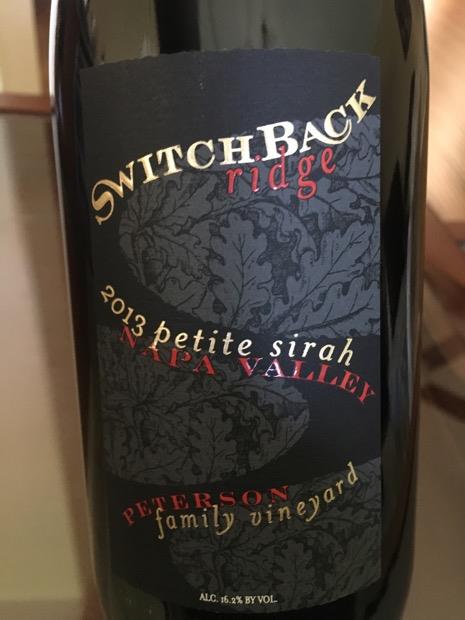 SWITCHBACK
ridge
2013 petite sirah
NAPA VALLEY
PETERSON
family vineyard
ALC. 16.2% BY VOL.